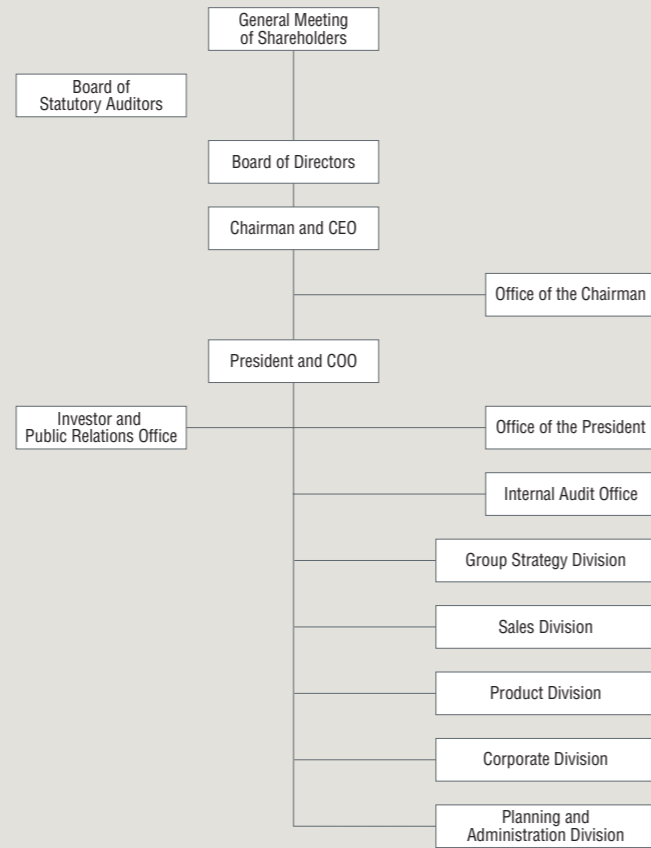 General Meeting
of Shareholders
Board of
Statutory Auditors
Board of Directors
Chairman and CEO
Office of the Chairman
President and COO
Investor and
Public Relations Office
Office of the President
Internal Audit Office
Group Strategy Division
Sales Division
Product Division
Corporate Division
Planning and
Administration Division